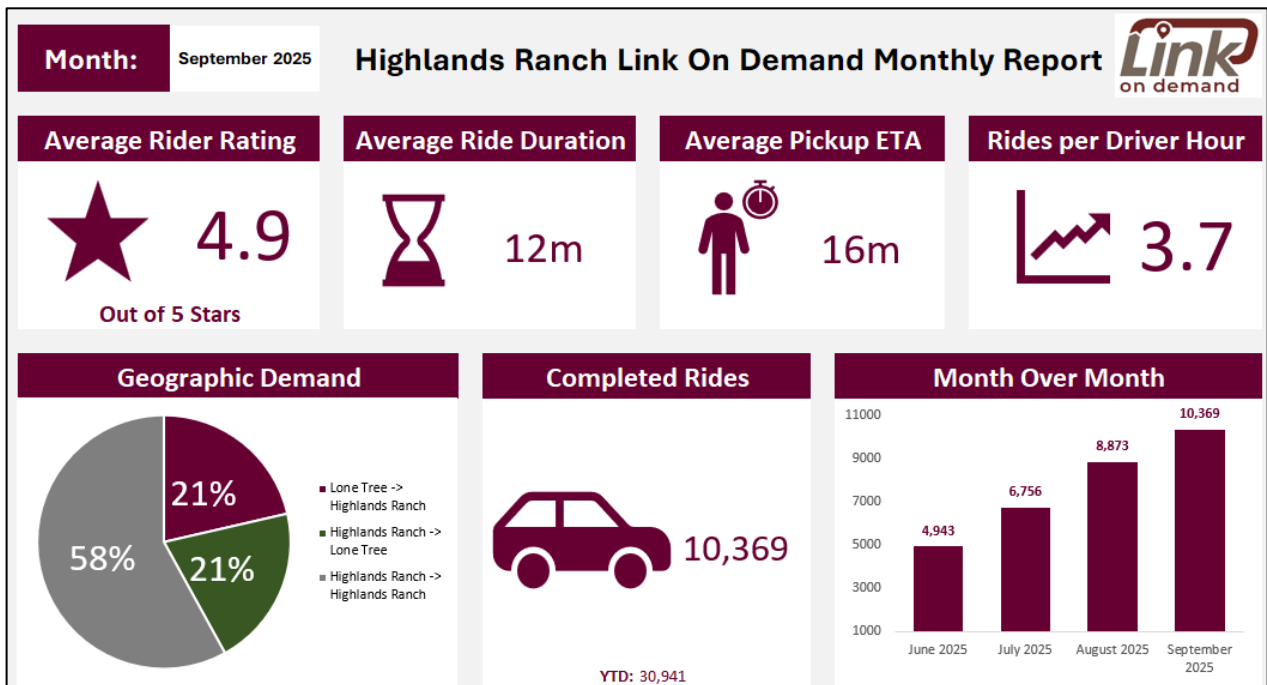 Month:
September 2025
Highlands Ranch Link On Demand Monthly Report
Link
on demand
Average Rider Rating
4.9
Out of 5 Stars
Average Ride Duration
12m
Average Pickup ETA
16m
Rides per Driver Hour
3.7
Geographic Demand
21%
21%
58%
Lone Tree ->
Highlands Ranch
Highlands Ranch ->
Lone Tree
Highlands Ranch ->
Highlands Ranch
Completed Rides
10,369
YTD: 30,941
Month Over Month
11000
9000
7000
5000
3000
1000
4,943
6,756
8,873
10,369
June 2025
July 2025
August 2025
September
2025